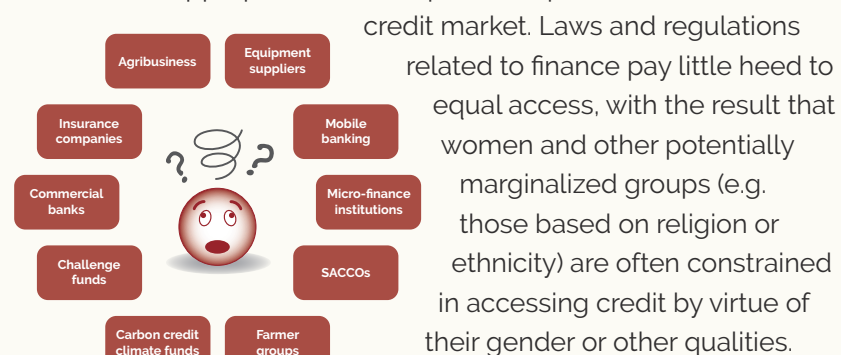 credit market. Laws and regulations
related to finance pay little heed to
equal access, with the result that
women and other potentially
marginalized groups (e.g.
those based on religion or
ethnicity) are often constrained
in accessing credit by virtue of
their gender or other qualities.
Agribusiness
Equipment
suppliers
Insurance
companies
Mobile
banking
Commercial
banks
Micro-finance
institutions
Challenge
funds
SACCOs
Carbon credit
climate funds
Farmer
groups
? ?